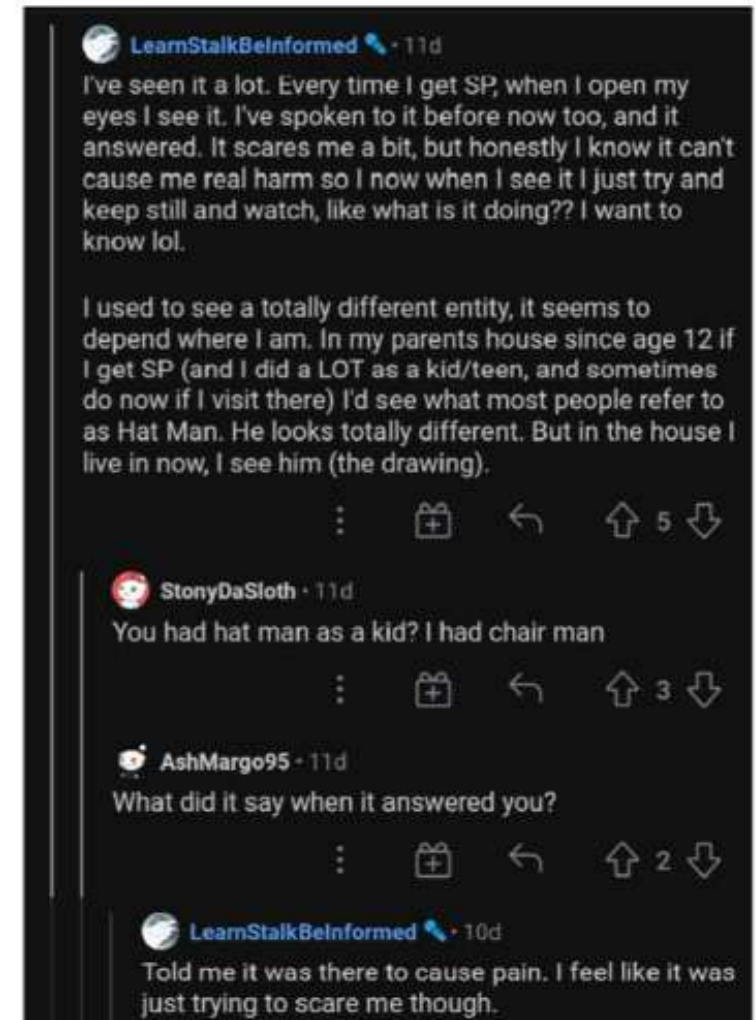 LearnStalkBeInformed · 11d
I've seen it a lot. Every time I get SP, when I open my
eyes I see it. I've spoken to it before now too, and it
answered. It scares me a bit, but honestly I know it can't
cause me real harm so I now when I see it I just try and
keep still and watch, like what is it doing?? I want to
know lol.
I used to see a totally different entity, it seems to
depend where I am. In my parents house since age 12 if
I get SP (and I did a LOT as a kid/teen, and sometimes
do now if I visit there) I'd see what most people refer to
as Hat Man. He looks totally different. But in the house I
live in now, I see him (the drawing).
5
StonyDaSloth · 11d
You had hat man as a kid? I had chair man
3
AshMargo95 · 11d
What did it say when it answered you?
2
LearnStalkBeInformed · 10d
Told me it was there to cause pain. I feel like it was
just trying to scare me though.